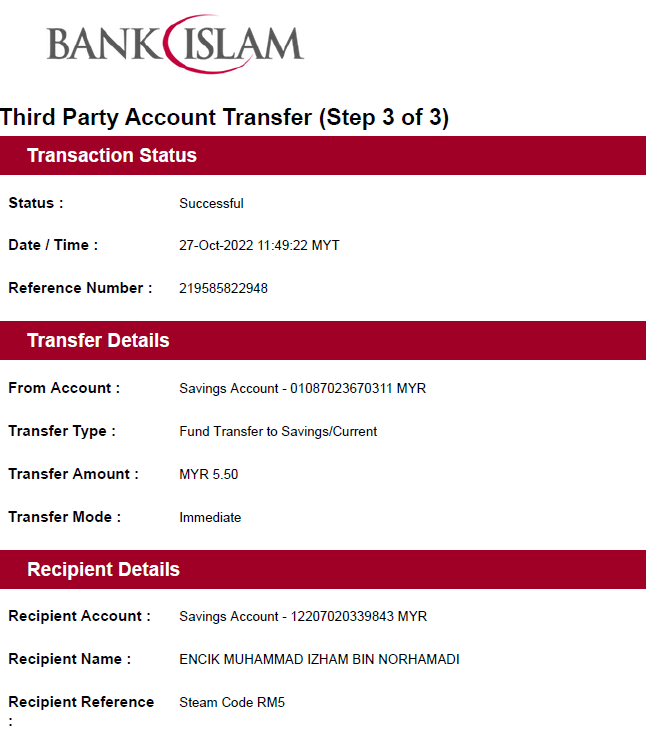 BANK ISLAM
Third Party Account Transfer (Step 3 of 3)
Transaction Status
Status : Successful
Date / Time : 27-Oct-2022 11:49:22 MYT
Reference Number : 219585822948
Transfer Details
From Account : Savings Account - 01087023670311 MYR
Transfer Type : Fund Transfer to Savings/Current
Transfer Amount : MYR 5.50
Transfer Mode : Immediate
Recipient Details
Recipient Account : Savings Account - 12207020339843 MYR
Recipient Name : ENCIK MUHAMMAD IZHAM BIN NORHAMADI
Recipient Reference Steam Code RM5
: